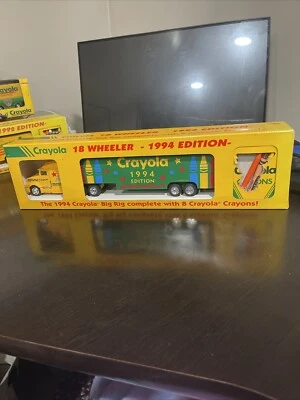 Crayola 18 WHEELER - 1994 EDITION-
Crayola
1994
EDITION
Crayola
The 1994 Crayola® Big Rig complete with 8 Crayola® Crayons!
EDITION-